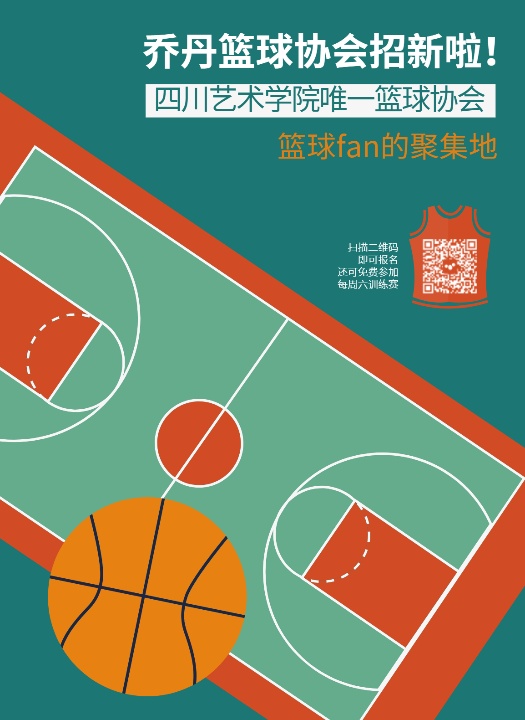 乔丹篮球协会招新啦！
四川艺术学院唯一篮球协会
篮球fan的聚集地
扫描二维码
即可报名
还可免费参加
每周六训练赛